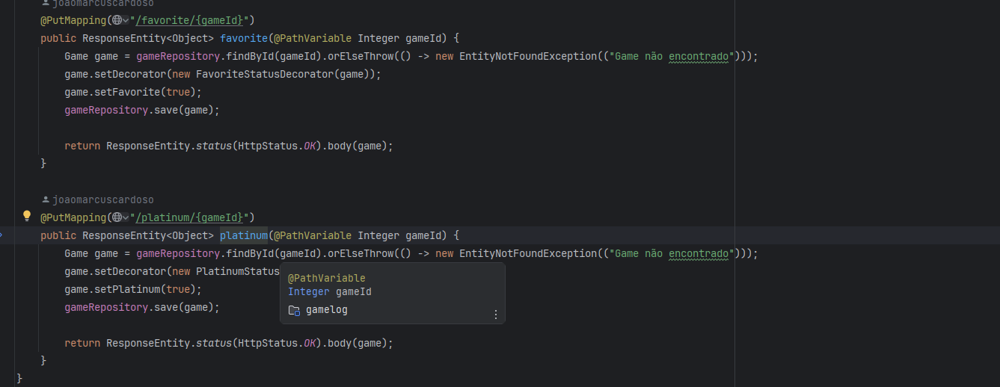 joaomarcuscardoso
@PutMapping("/favorite/{gameId}")
public ResponseEntity<Object> favorite(@PathVariable Integer gameId) {
Game game = gameRepository.findById(gameId).orElseThrow(() -> new EntityNotFoundException(("Game não encontrado")));
game.setDecorator(new FavoriteStatusDecorator(game));
game.setFavorite(true);
gameRepository.save(game);
return ResponseEntity.status(HttpStatus.OK).body(game);
}
joaomarcuscardoso
@PutMapping("/platinum/{gameId}")
public ResponseEntity<Object> platinum(@PathVariable Integer gameId) {
Game game = gameRepository.findById(gameId).orElseThrow(() -> new EntityNotFoundException(("Game não encontrado")));
game.setDecorator(new PlatinumStatus
@PathVariable
game.setPlatinum(true);
Integer gameId
gameRepository.save(game);
gamelog
return ResponseEntity.status(HttpStatus.OK).body(game);
}
}